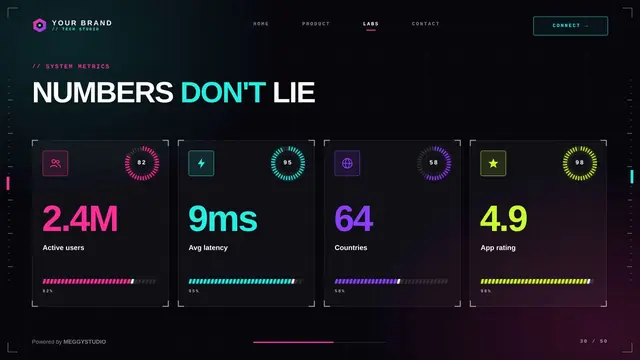 YOUR BRAND
// TECH STUDIO
HOME PRODUCT LABS CONTACT
CONNECT →
// SYSTEM METRICS
NUMBERS DON'T LIE
82
2.4M
Active users
82%
95
9ms
Avg latency
95%
58
64
Countries
58%
98
4.9
App rating
98%
Powered by MEGGYSTUDIO
30 / 50